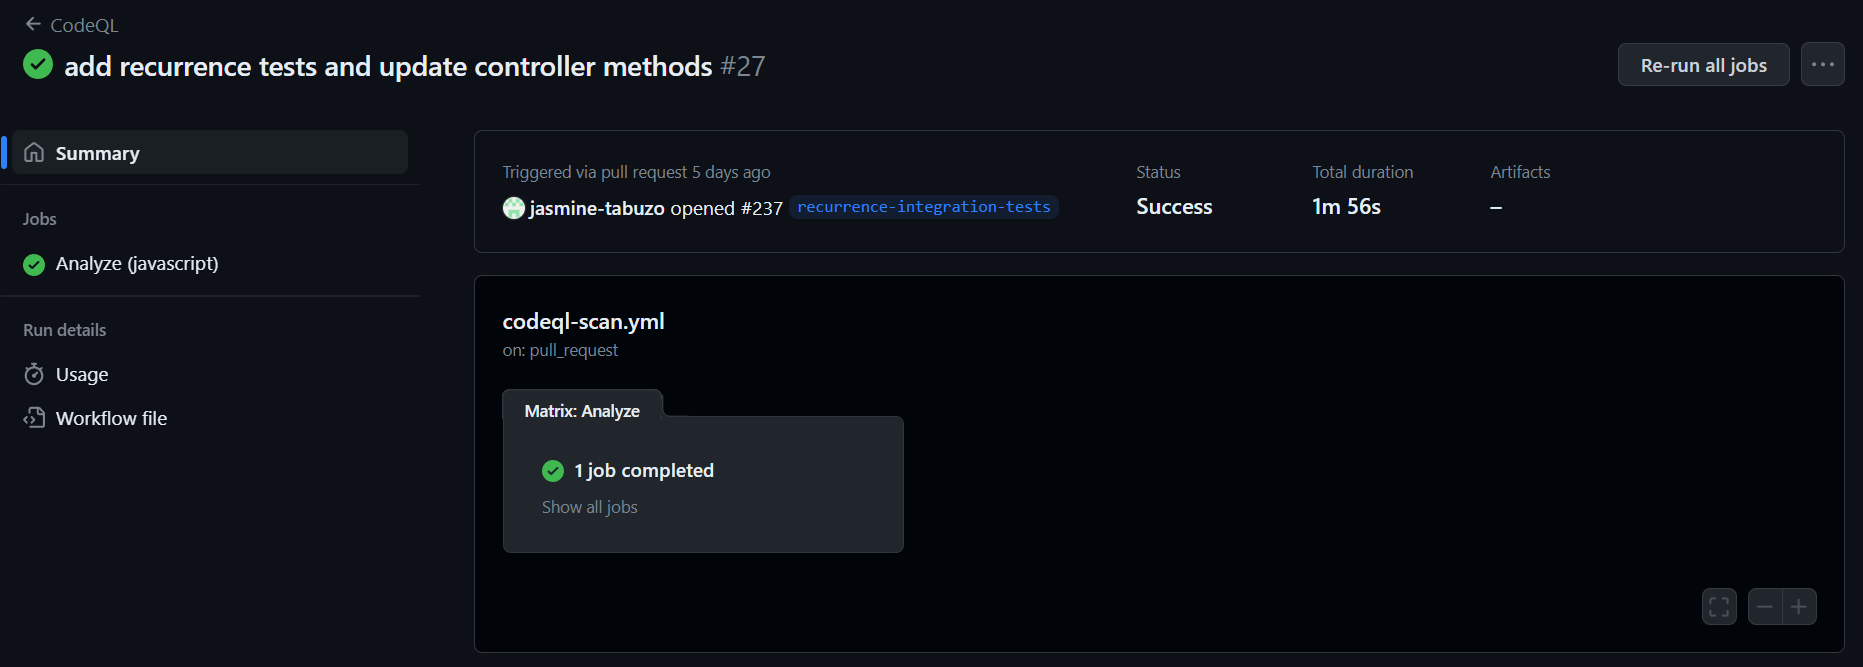 CodeQL
add recurrence tests and update controller methods #27
Re-run all jobs
Summary
Jobs
Analyze (javascript)
Run details
Usage
Workflow file
Triggered via pull request 5 days ago
jasmine-tabuzo opened #237 recurrence-integration-tests
Status
Success
Total duration
1m 56s
Artifacts
–
codeql-scan.yml
on: pull_request
Matrix: Analyze
1 job completed
Show all jobs